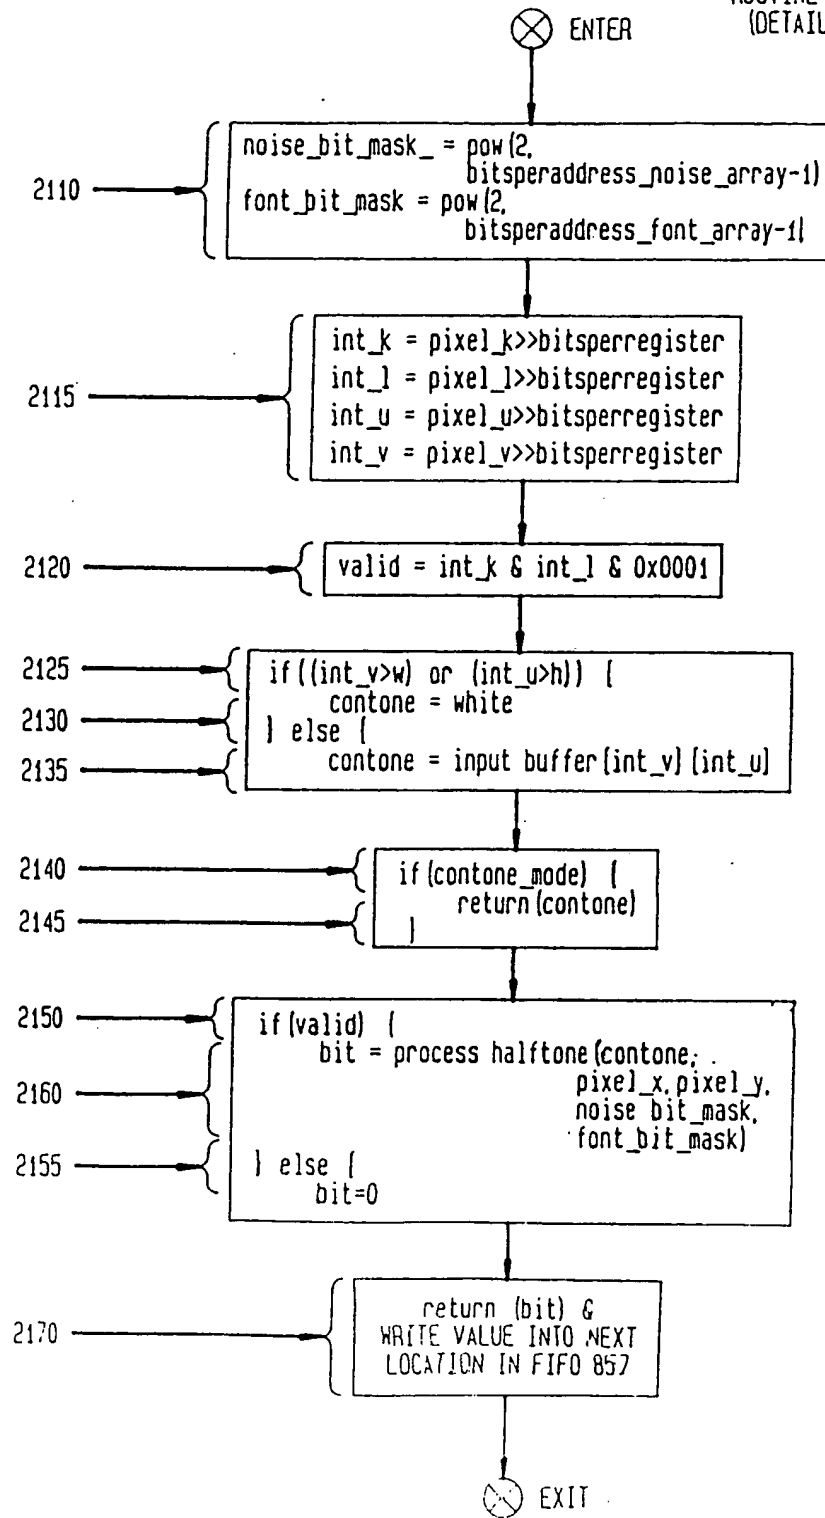 (DETAIL
ENTER
2110
noise_bit_mask_ = pow(2,
bitsperaddress_noise_array-1)
font_bit_mask = pow(2,
bitsperaddress_font_array-1)
2115
int_k = pixel_k>>bitsperregister
int_l = pixel_l>>bitsperregister
int_u = pixel_u>>bitsperregister
int_v = pixel_v>>bitsperregister
2120
valid = int_k & int_l & 0x0001
2125
if((int_v>w) or (int_u>h)) {
2130
contone = white
} else {
2135
contone = input buffer[int_v][int_u]
2140
if(contone_mode) {
2145
return(contone)
}
2150
if(valid) {
2160
bit = process halftone(contone,
pixel_x,pixel_y,
noise bit_mask,
font_bit_mask)
2155
} else {
bit=0
2170
return (bit) &
WRITE VALUE INTO NEXT
LOCATION IN FIFO 857
EXIT